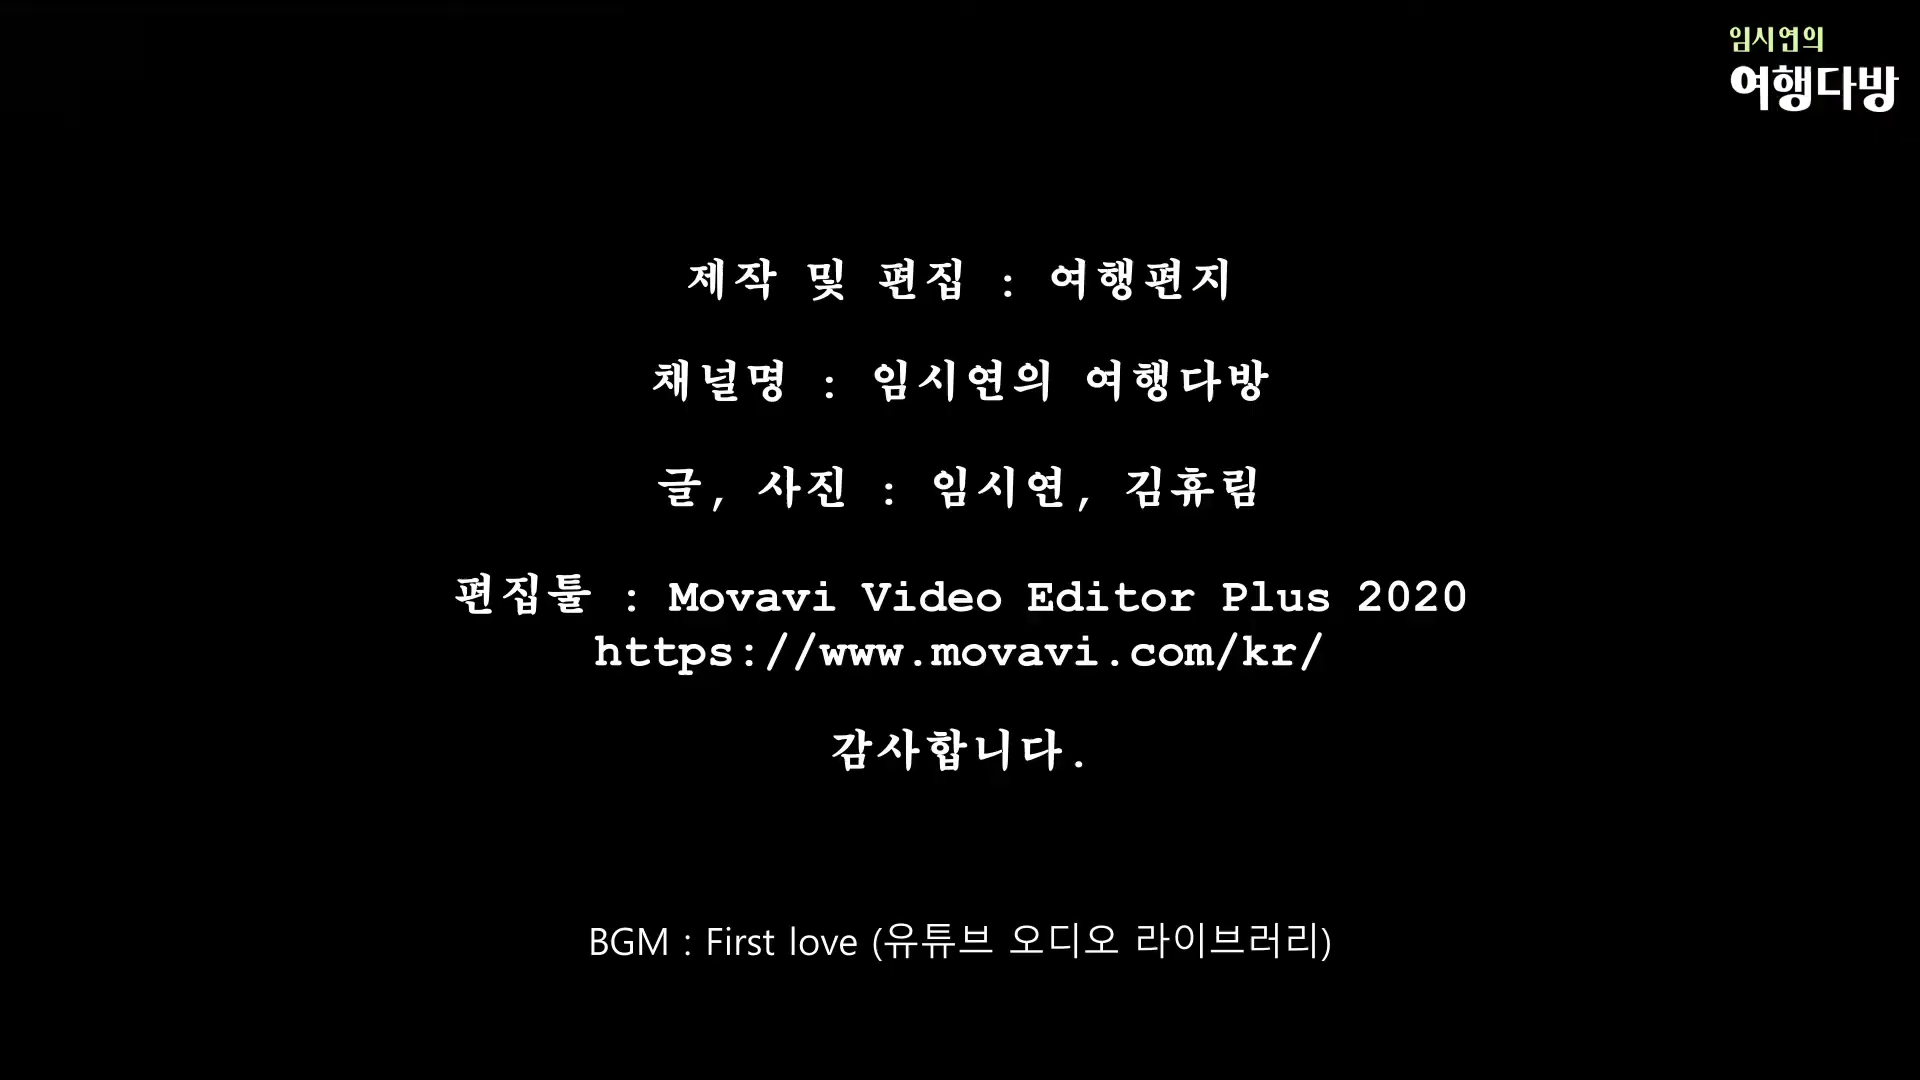 임시연의
여행다방
제작 및 편집 : 여행편지
채널명 : 임시연의 여행다방
글, 사진 : 임시연, 김휴림
편집툴 : Movavi Video Editor Plus 2020
https://www.movavi.com/kr/
감사합니다.
BGM : First love (유튜브 오디오 라이브러리)